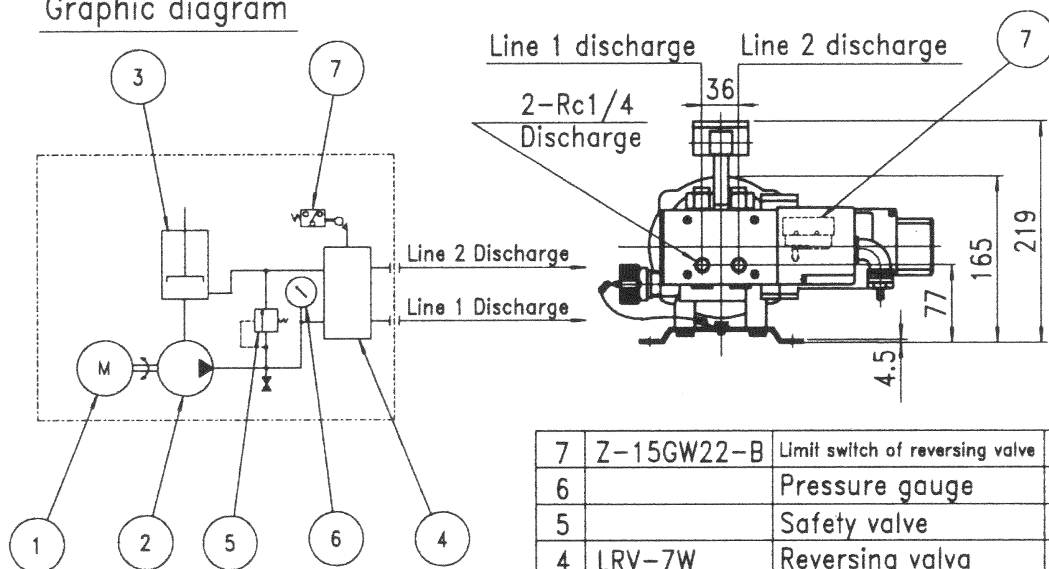 Graphic diagram
3
7
Line 2 Discharge
Line 1 Discharge
M
1
2
5
6
4
Line 1 discharge
Line 2 discharge
7
36
2-Rc1/4
Discharge
219
165
77
4.5
7 Z-15GW22-B Limit switch of reversing valve
6 Pressure gauge
5 Safety valve
4 LRV-7W Reversing valva